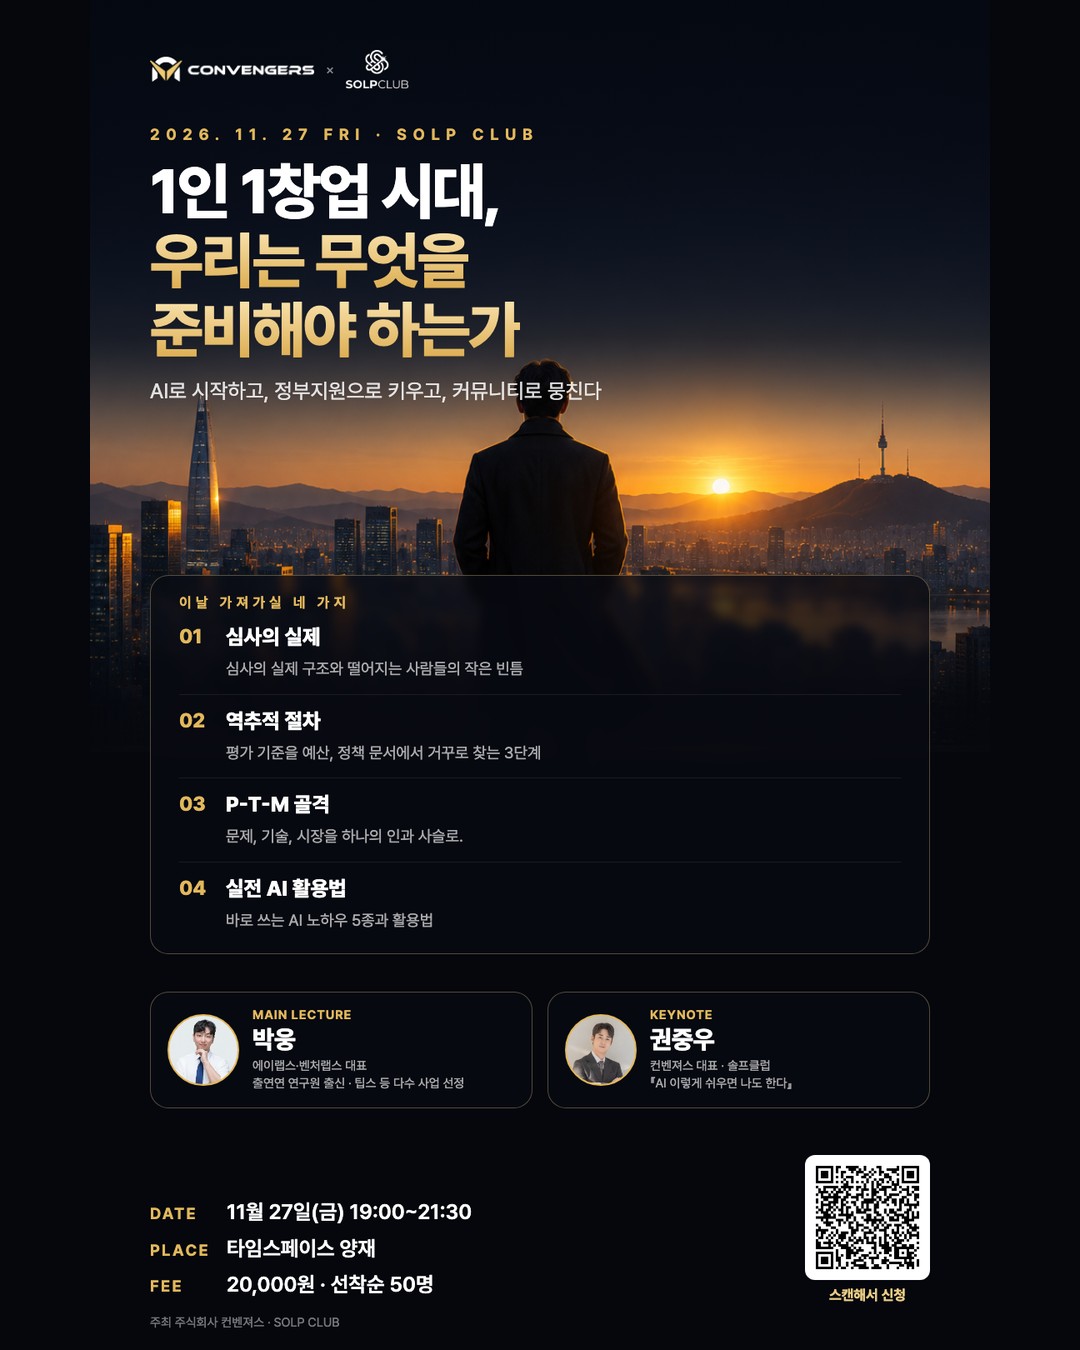 CONVENGERS × SOLPCLUB
2026. 11. 27 FRI · SOLP CLUB
1인 1창업 시대,
우리는 무엇을
준비해야 하는가
AI로 시작하고, 정부지원으로 키우고, 커뮤니티로 뭉친다
이날 가져가실 네 가지
01 심사의 실제
심사의 실제 구조와 떨어지는 사람들의 작은 빈틈
02 역추적 절차
평가 기준을 예산, 정책 문서에서 거꾸로 찾는 3단계
03 P-T-M 골격
문제, 기술, 시장을 하나의 인과 사슬로.
04 실전 AI 활용법
바로 쓰는 AI 노하우 5종과 활용법
MAIN LECTURE
박웅
에이랩스·벤처랩스 대표
출연연 연구원 출신 · 팁스 등 다수 사업 선정
KEYNOTE
권중우
컨벤져스 대표 · 솔프클럽
『AI 이렇게 쉬우면 나도 한다』
DATE 11월 27일(금) 19:00~21:30
PLACE 타임스페이스 양재
FEE 20,000원 · 선착순 50명
스캔해서 신청
주최 주식회사 컨벤져스 · SOLP CLUB